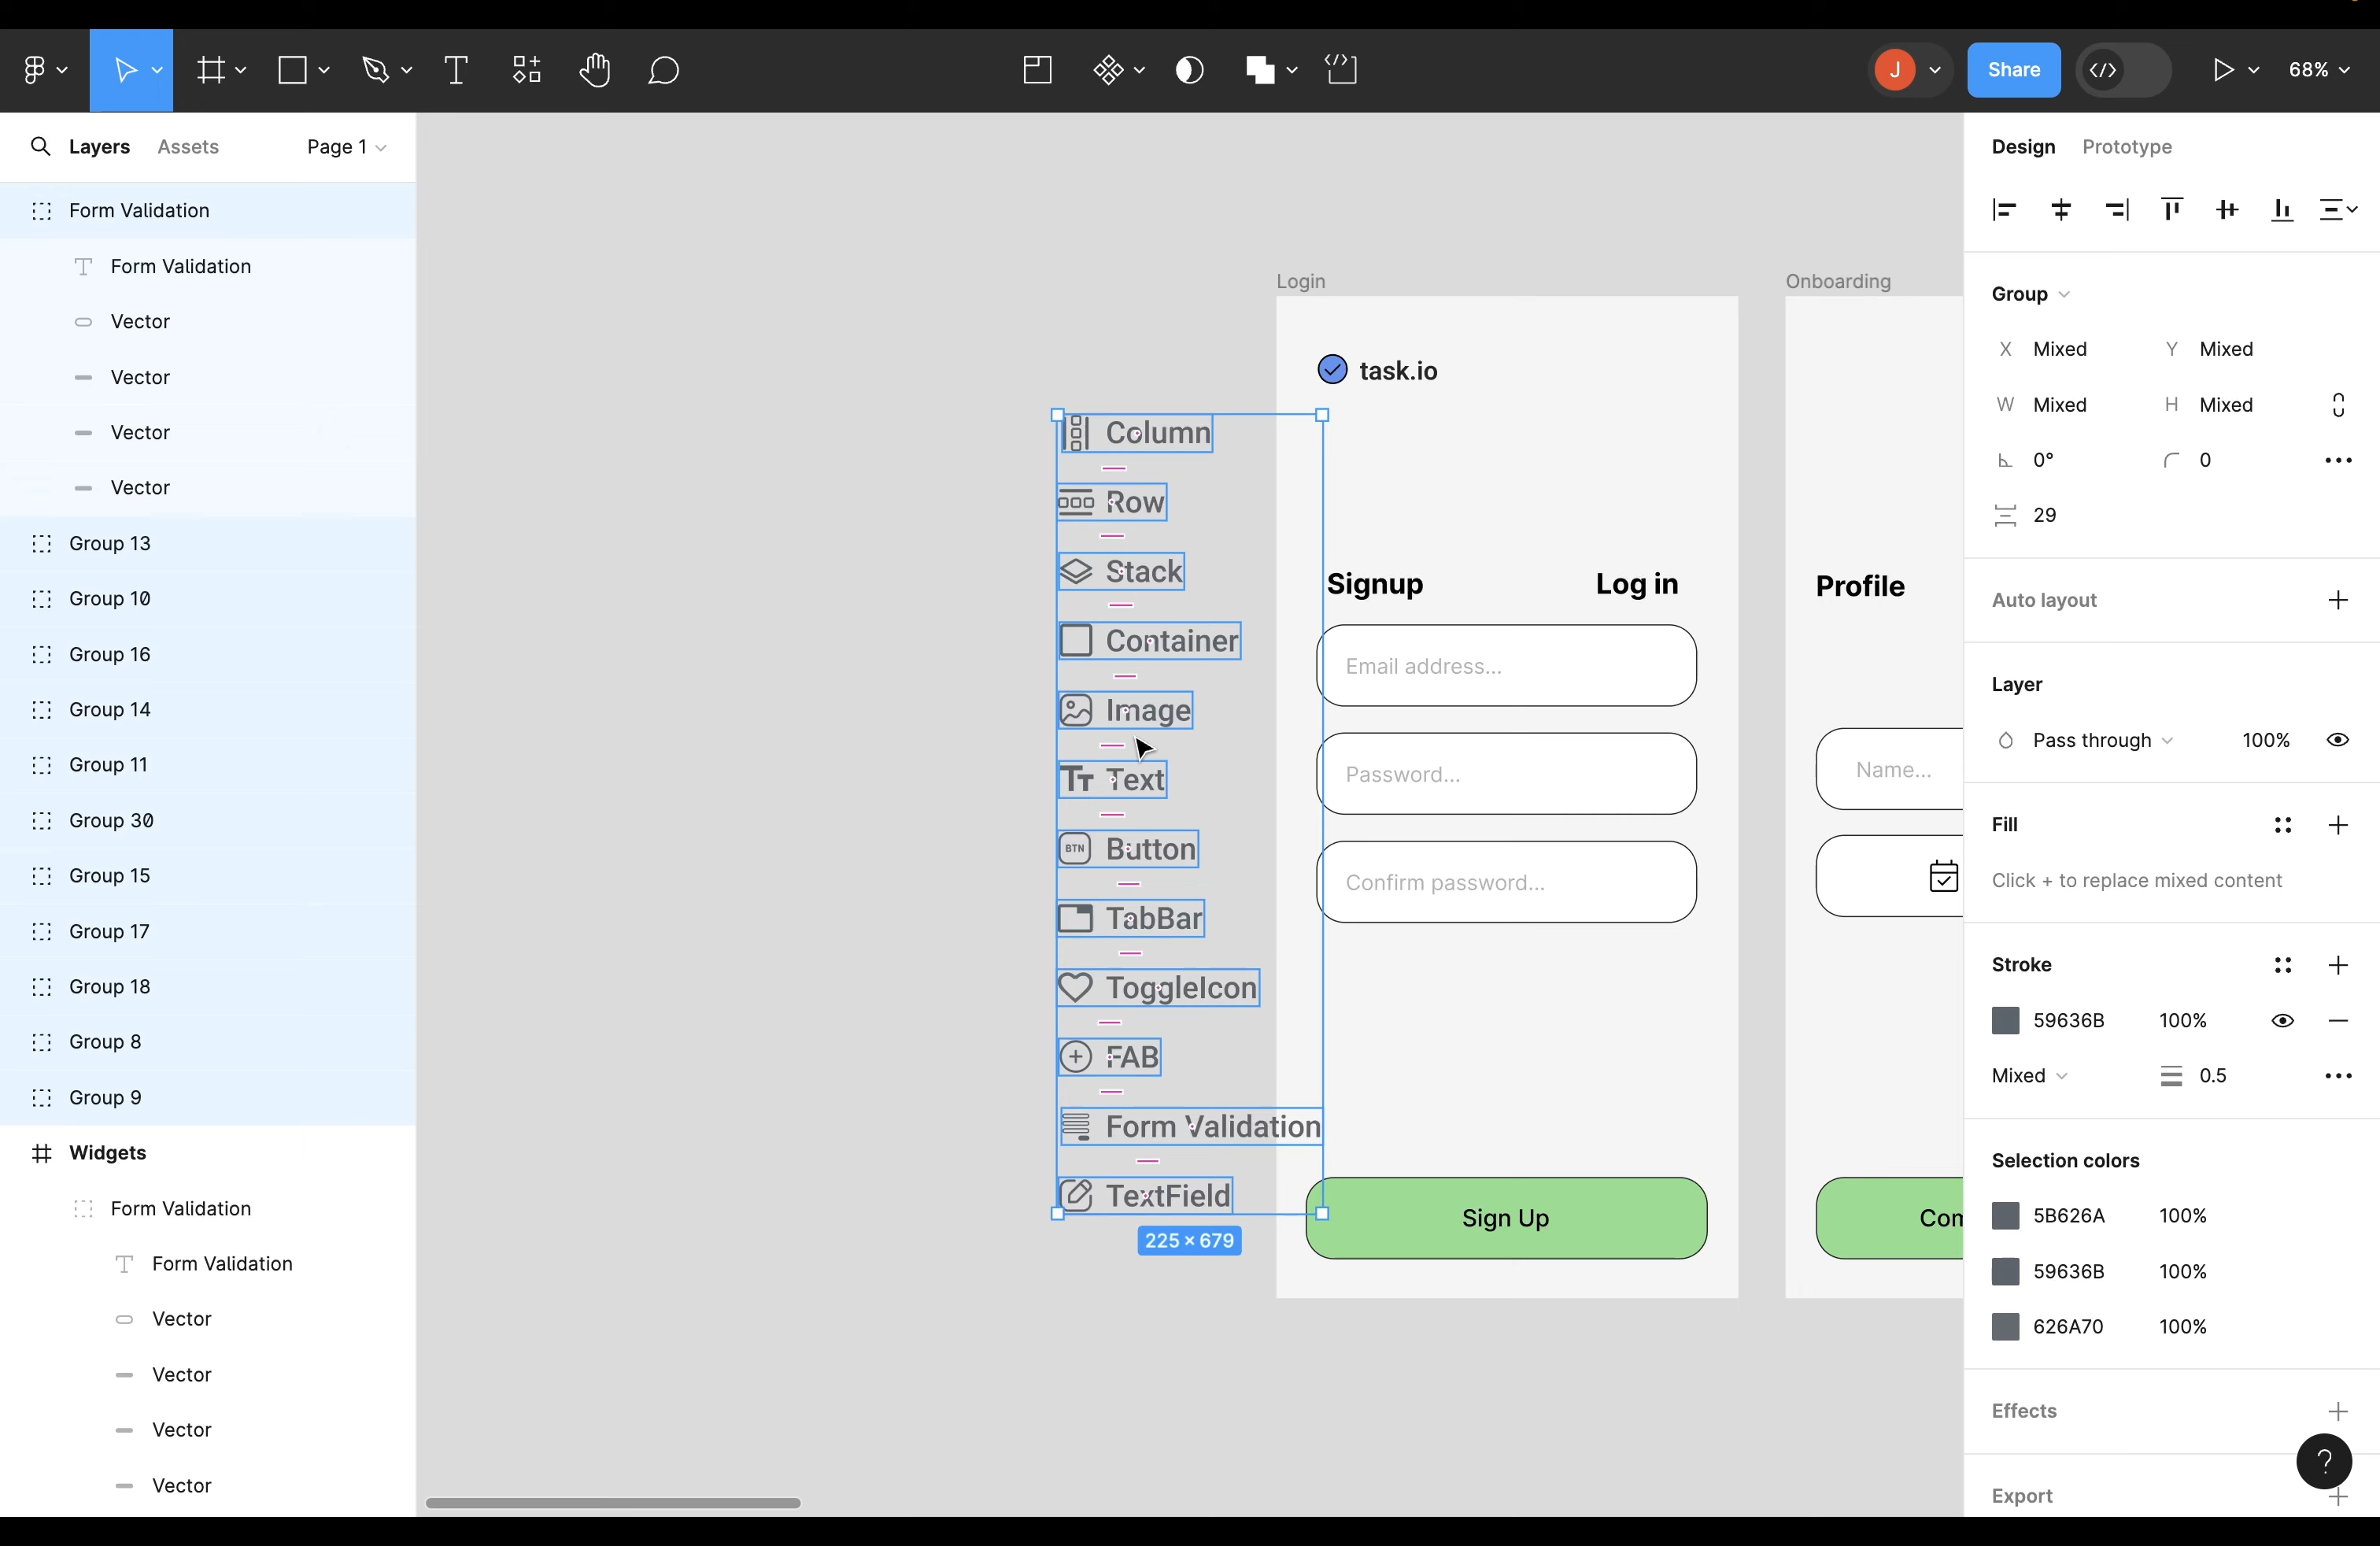 J
Share
68%
Layers
Assets
Page 1
Form Validation
Form Validation
Vector
Vector
Vector
Vector
Group 13
Group 10
Group 16
Group 14
Group 11
Group 30
Group 15
Group 17
Group 18
Group 8
Group 9
Widgets
Form Validation
Form Validation
Vector
Vector
Vector
Vector
Login
task.io
Column
Row
Stack
Container
Image
Text
BTN Button
TabBar
ToggleIcon
FAB
Form Validation
TextField
225 × 679
Signup
Log in
Email address...
Password...
Confirm password...
Sign Up
Onboarding
Profile
Name...
Com
Design
Prototype
Group
X Mixed
Y Mixed
W Mixed
H Mixed
0°
0
29
Auto layout
Layer
Pass through
100%
Fill
Click + to replace mixed content
Stroke
59636B
100%
Mixed
0.5
Selection colors
5B626A
100%
59636B
100%
626A70
100%
Effects
?
Export